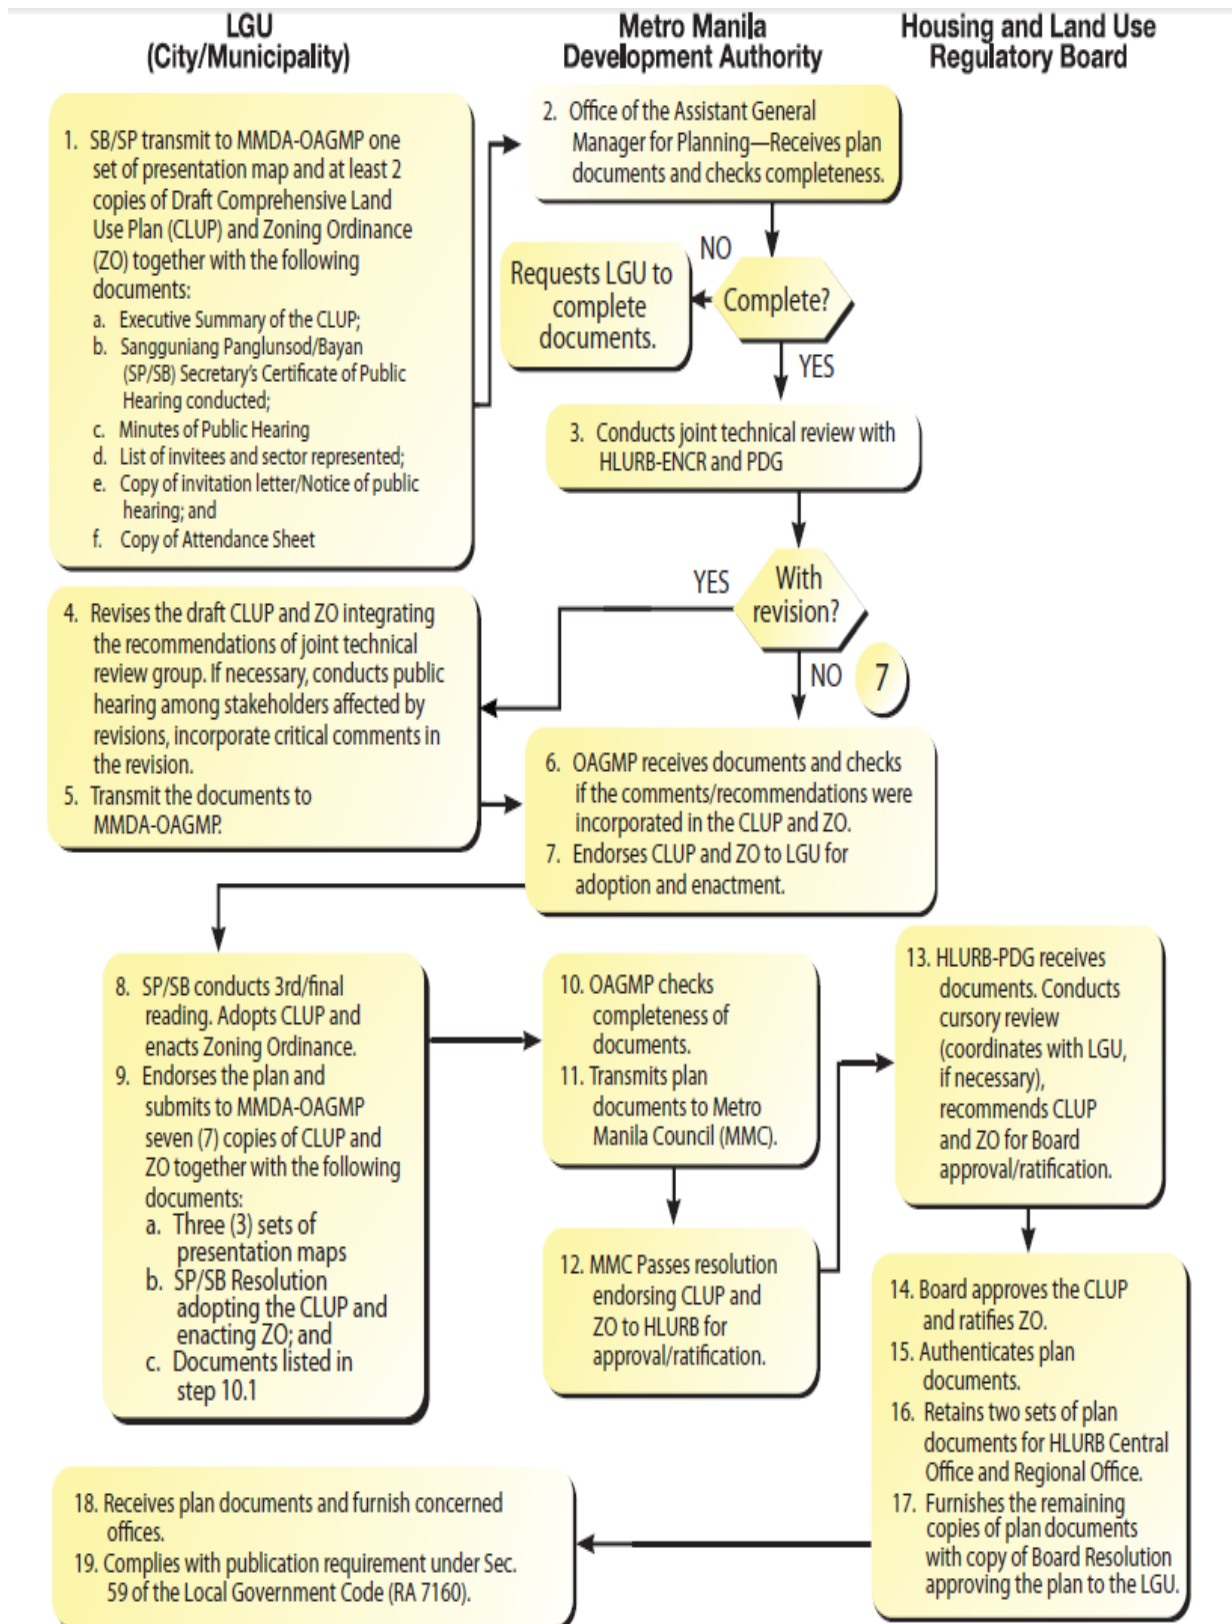 LGU
(City/Municipality)
Metro Manila
Development Authority
Housing and Land Use
Regulatory Board
1. SB/SP transmit to MMDA-OAGMP one
set of presentation map and at least 2
copies of Draft Comprehensive Land
Use Plan (CLUP) and Zoning Ordinance
(ZO) together with the following
documents:
a. Executive Summary of the CLUP;
b. Sangguniang Panglunsod/Bayan
(SP/SB) Secretary's Certificate of Public
Hearing conducted;
c. Minutes of Public Hearing
d. List of invitees and sector represented;
e. Copy of invitation letter/Notice of public
hearing; and
f. Copy of Attendance Sheet
2. Office of the Assistant General
Manager for Planning—Receives plan
documents and checks completeness.
NO
Requests LGU to
complete
documents.
Complete?
YES
3. Conducts joint technical review with
HLURB-ENCR and PDG
YES
With
revision?
NO
7
4. Revises the draft CLUP and ZO integrating
the recommendations of joint technical
review group. If necessary, conducts public
hearing among stakeholders affected by
revisions, incorporate critical comments in
the revision.
5. Transmit the documents to
MMDA-OAGMP.
6. OAGMP receives documents and checks
if the comments/recommendations were
incorporated in the CLUP and ZO.
7. Endorses CLUP and ZO to LGU for
adoption and enactment.
8. SP/SB conducts 3rd/final
reading. Adopts CLUP and
enacts Zoning Ordinance.
9. Endorses the plan and
submits to MMDA-OAGMP
seven (7) copies of CLUP and
ZO together with the following
documents:
a. Three (3) sets of
presentation maps
b. SP/SB Resolution
adopting the CLUP and
enacting ZO; and
c. Documents listed in
step 10.1
10. OAGMP checks
completeness of
documents.
11. Transmits plan
documents to Metro
Manila Council (MMC).
12. MMC Passes resolution
endorsing CLUP and
ZO to HLURB for
approval/ratification.
13. HLURB-PDG receives
documents. Conducts
cursory review
(coordinates with LGU,
if necessary),
recommends CLUP
and ZO for Board
approval/ratification.
14. Board approves the CLUP
and ratifies ZO.
15. Authenticates plan
documents.
16. Retains two sets of plan
documents for HLURB Central
Office and Regional Office.
17. Furnishes the remaining
copies of plan documents
with copy of Board Resolution
approving the plan to the LGU.
18. Receives plan documents and furnish concerned
offices.
19. Complies with publication requirement under Sec.
59 of the Local Government Code (RA 7160).